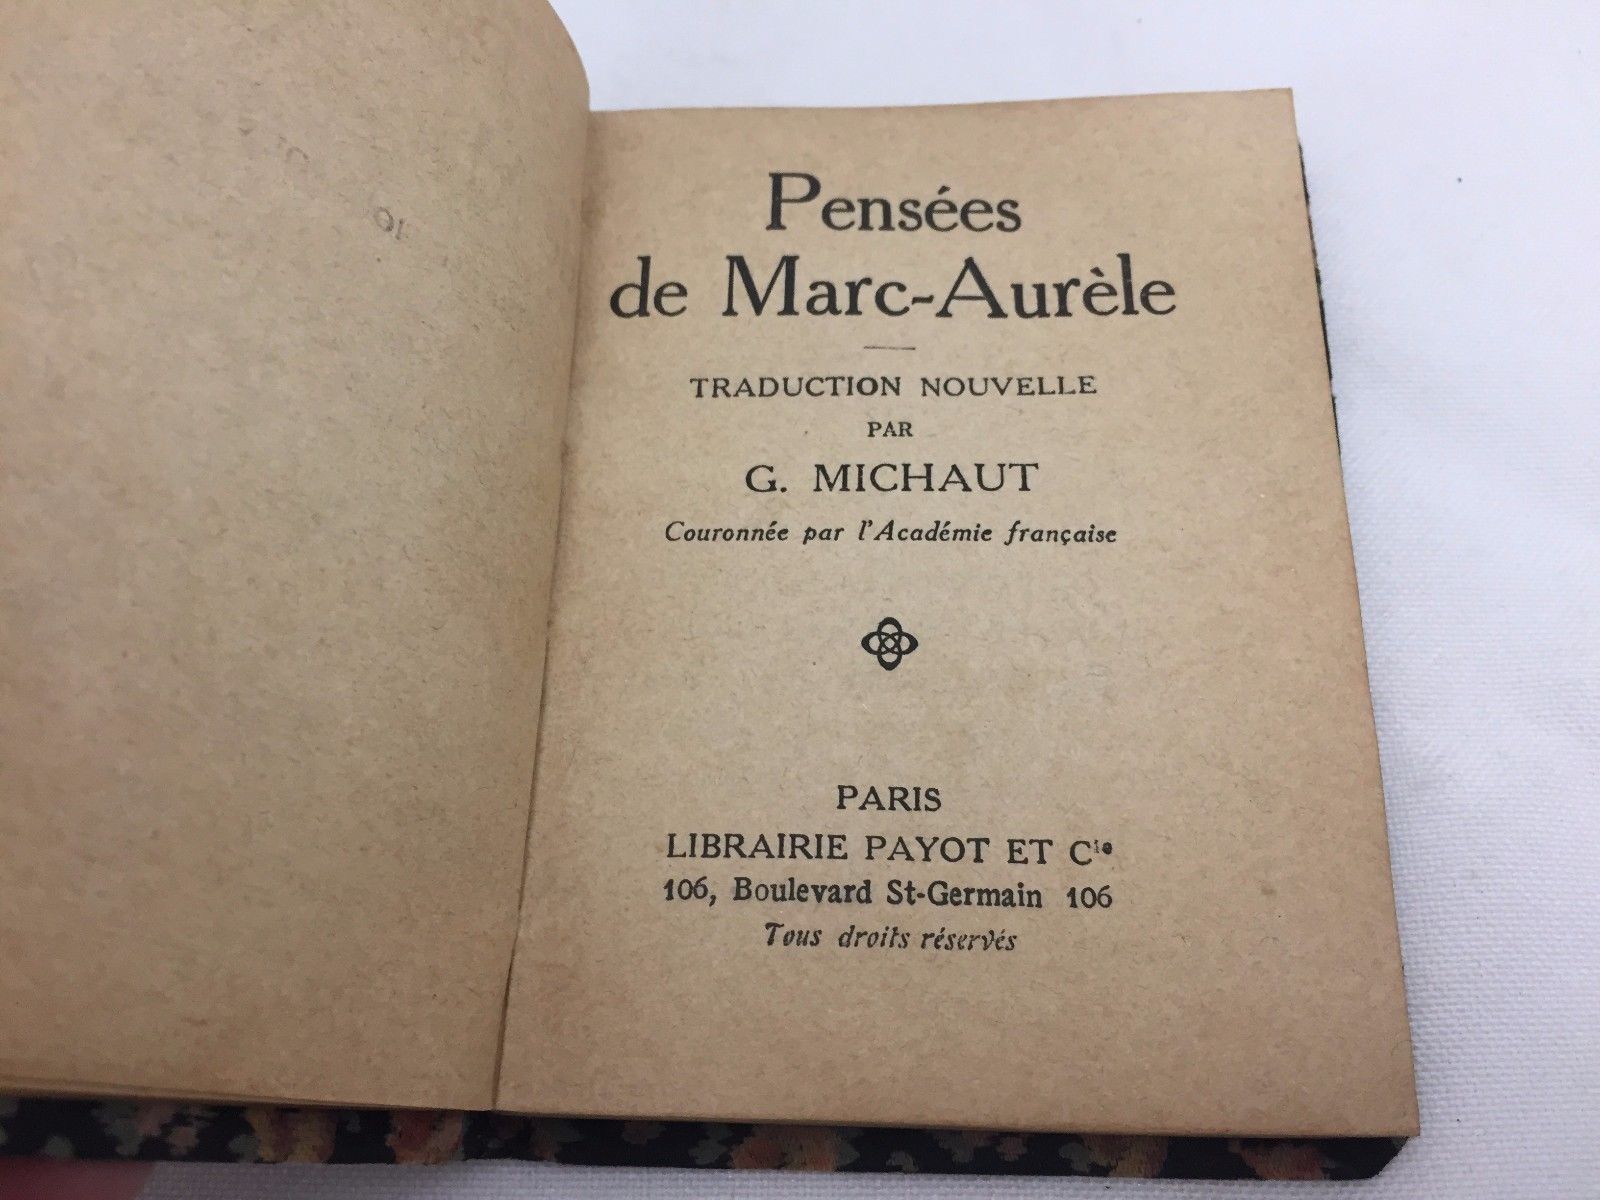 Pensées
de Marc-Aurèle
TRADUCTION NOUVELLE
PAR
G. MICHAUT
Couronnée par l'Académie française
PARIS
LIBRAIRIE PAYOT ET Cie
106, Boulevard St-Germain 106
Tous droits réservés